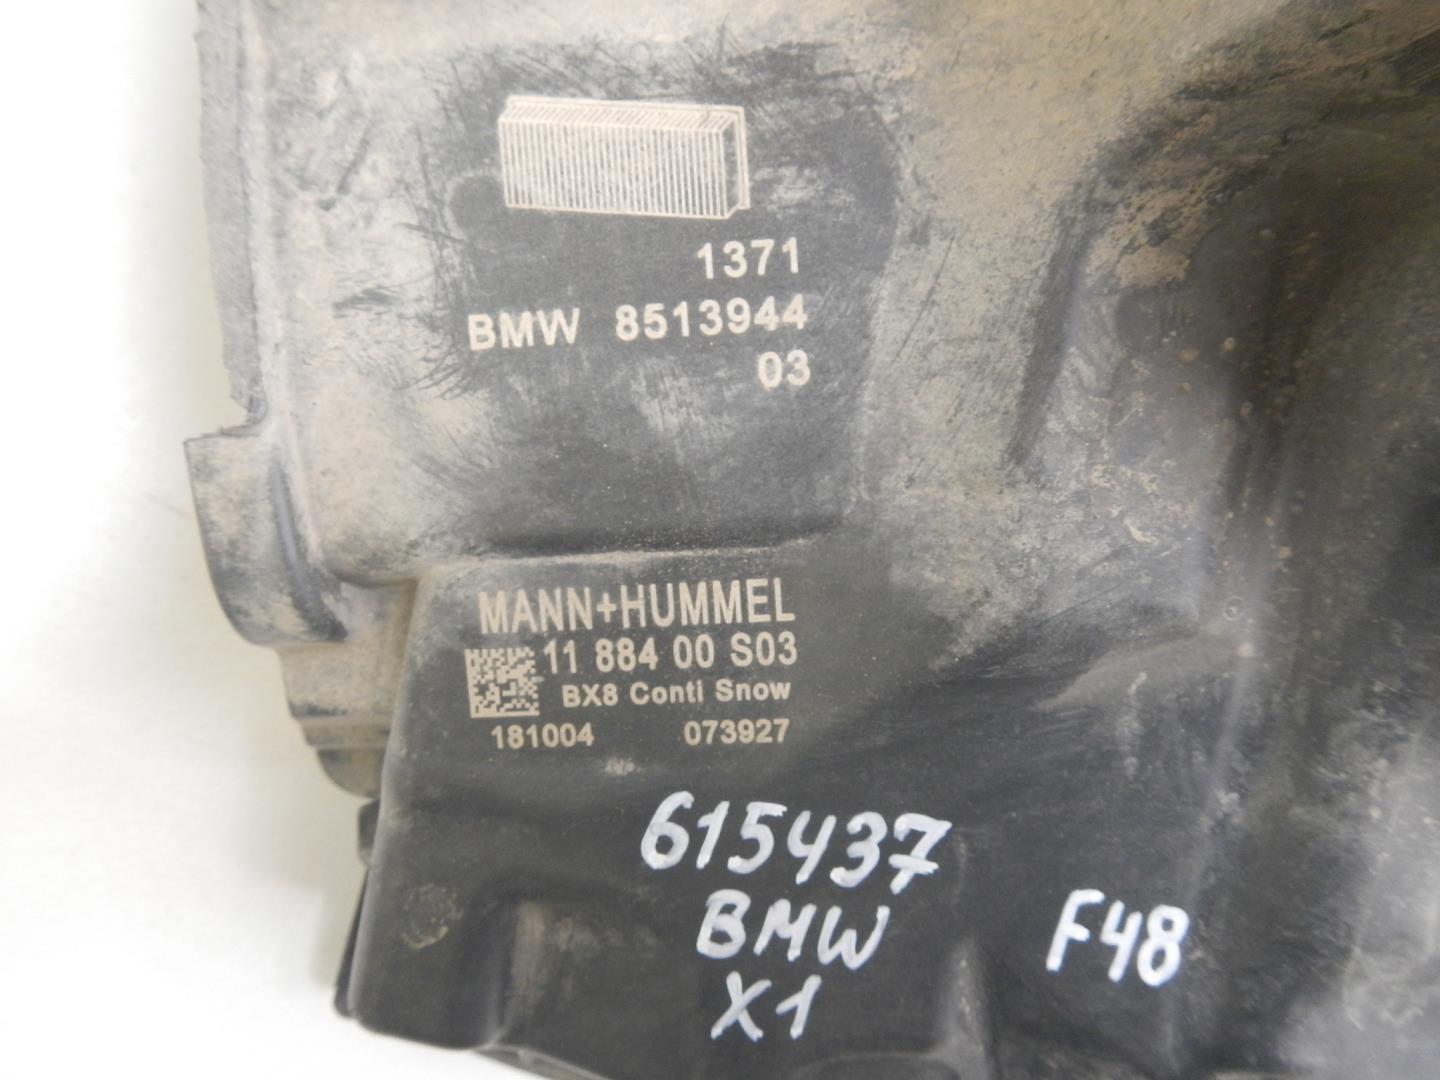 1371
BMW 8513944
03
MANN+HUMMEL
11 884 00 S03
BX8 Conti Snow
181004 073927
615437
BMW F48
X1